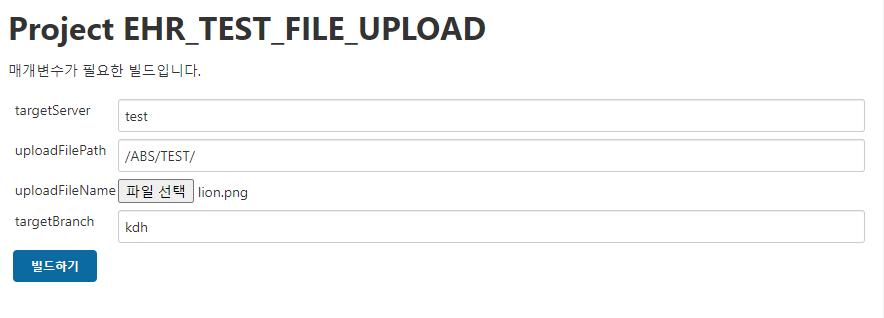 Project EHR_TEST_FILE_UPLOAD
매개변수가 필요한 빌드입니다.
targetServer test
uploadFilePath /ABS/TEST/
uploadFileName 파일 선택 lion.png
targetBranch kdh
빌드하기